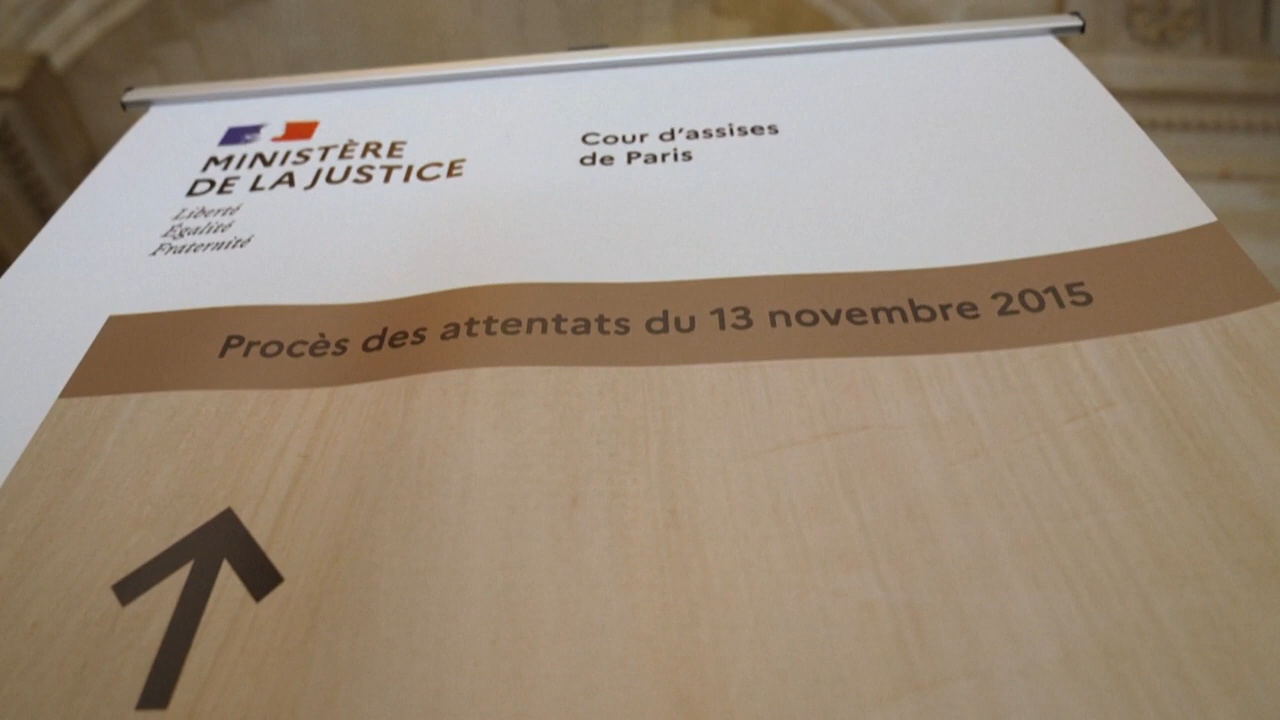 MINISTÈRE
DE LA JUSTICE
Liberté
Égalité
Fraternité
Cour d'assises
de Paris
Procès des attentats du 13 novembre 2015